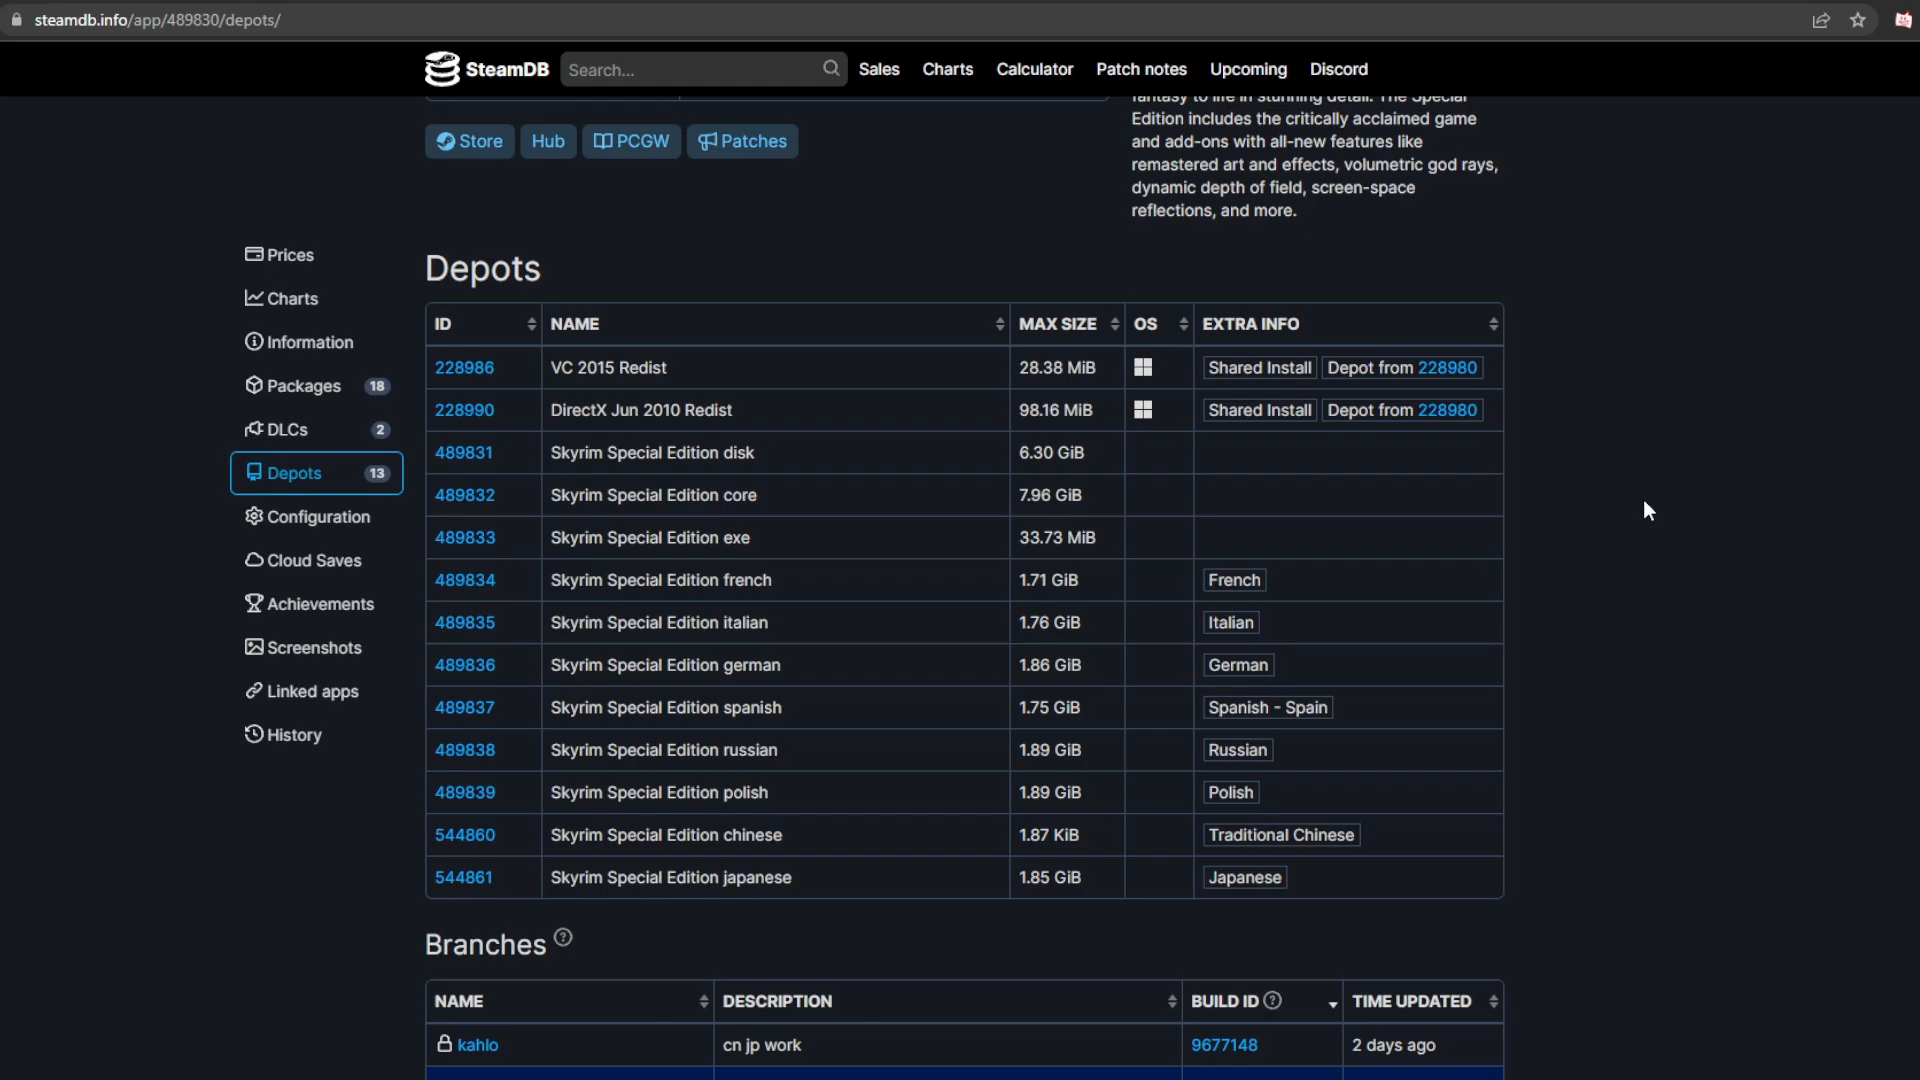 steamdb.info/app/489830/depots/
SteamDB Search... Sales Charts Calculator Patch notes Upcoming Discord
fantasy to life in stunning detail. The Special
Edition includes the critically acclaimed game
and add-ons with all-new features like
remastered art and effects, volumetric god rays,
dynamic depth of field, screen-space
reflections, and more.
Store Hub PCGW Patches
Prices
Charts
Information
Packages 18
DLCs 2
Depots 13
Configuration
Cloud Saves
Achievements
Screenshots
Linked apps
History
Depots
ID NAME MAX SIZE OS EXTRA INFO
228986 VC 2015 Redist 28.38 MiB Shared Install Depot from 228980
228990 DirectX Jun 2010 Redist 98.16 MiB Shared Install Depot from 228980
489831 Skyrim Special Edition disk 6.30 GiB
489832 Skyrim Special Edition core 7.96 GiB
489833 Skyrim Special Edition exe 33.73 MiB
489834 Skyrim Special Edition french 1.71 GiB French
489835 Skyrim Special Edition italian 1.76 GiB Italian
489836 Skyrim Special Edition german 1.86 GiB German
489837 Skyrim Special Edition spanish 1.75 GiB Spanish - Spain
489838 Skyrim Special Edition russian 1.89 GiB Russian
489839 Skyrim Special Edition polish 1.89 GiB Polish
544860 Skyrim Special Edition chinese 1.87 KiB Traditional Chinese
544861 Skyrim Special Edition japanese 1.85 GiB Japanese
Branches ?
NAME DESCRIPTION BUILD ID ? TIME UPDATED
kahlo cn jp work 9677148 2 days ago